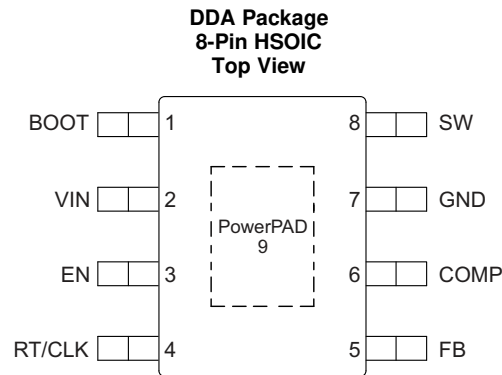 DDA Package
8-Pin HSOIC
Top View
BOOT 1 8 SW
VIN 2 7 GND
PowerPAD
9
EN 3 6 COMP
RT/CLK 4 5 FB